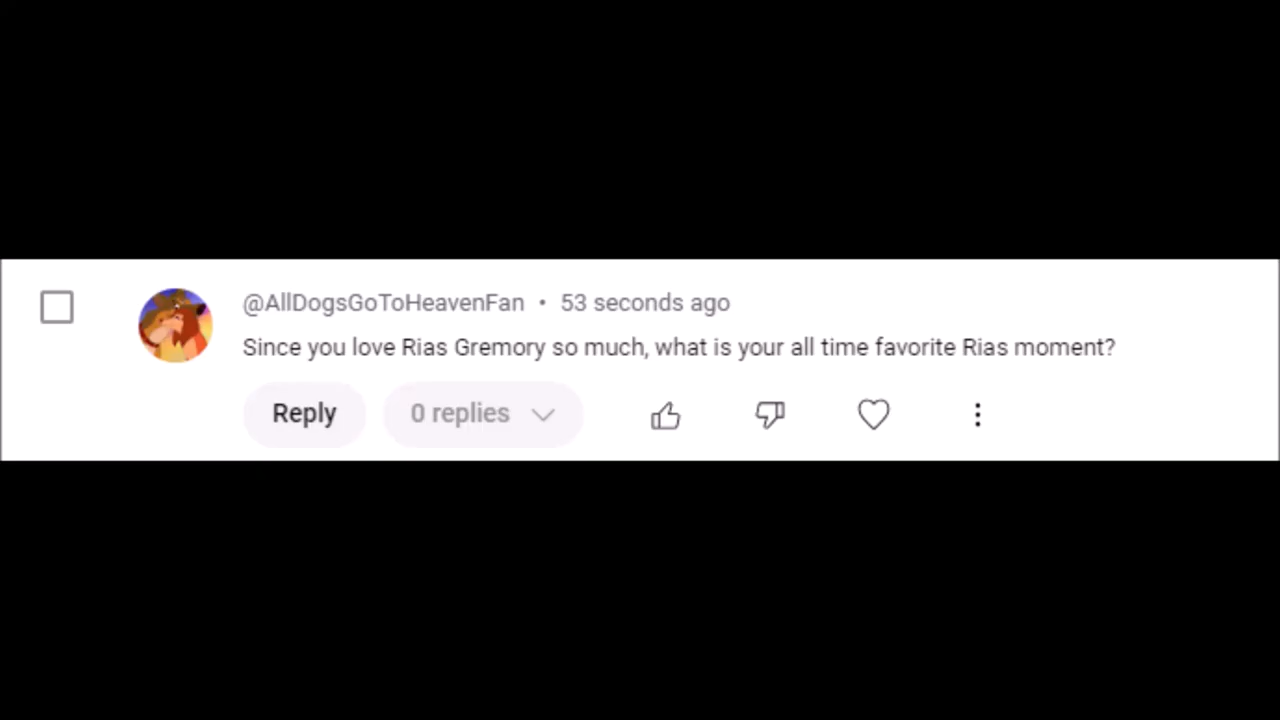 @AllDogsGoToHeavenFan • 53 seconds ago
Since you love Rias Gremory so much, what is your all time favorite Rias moment?
Reply 0 replies